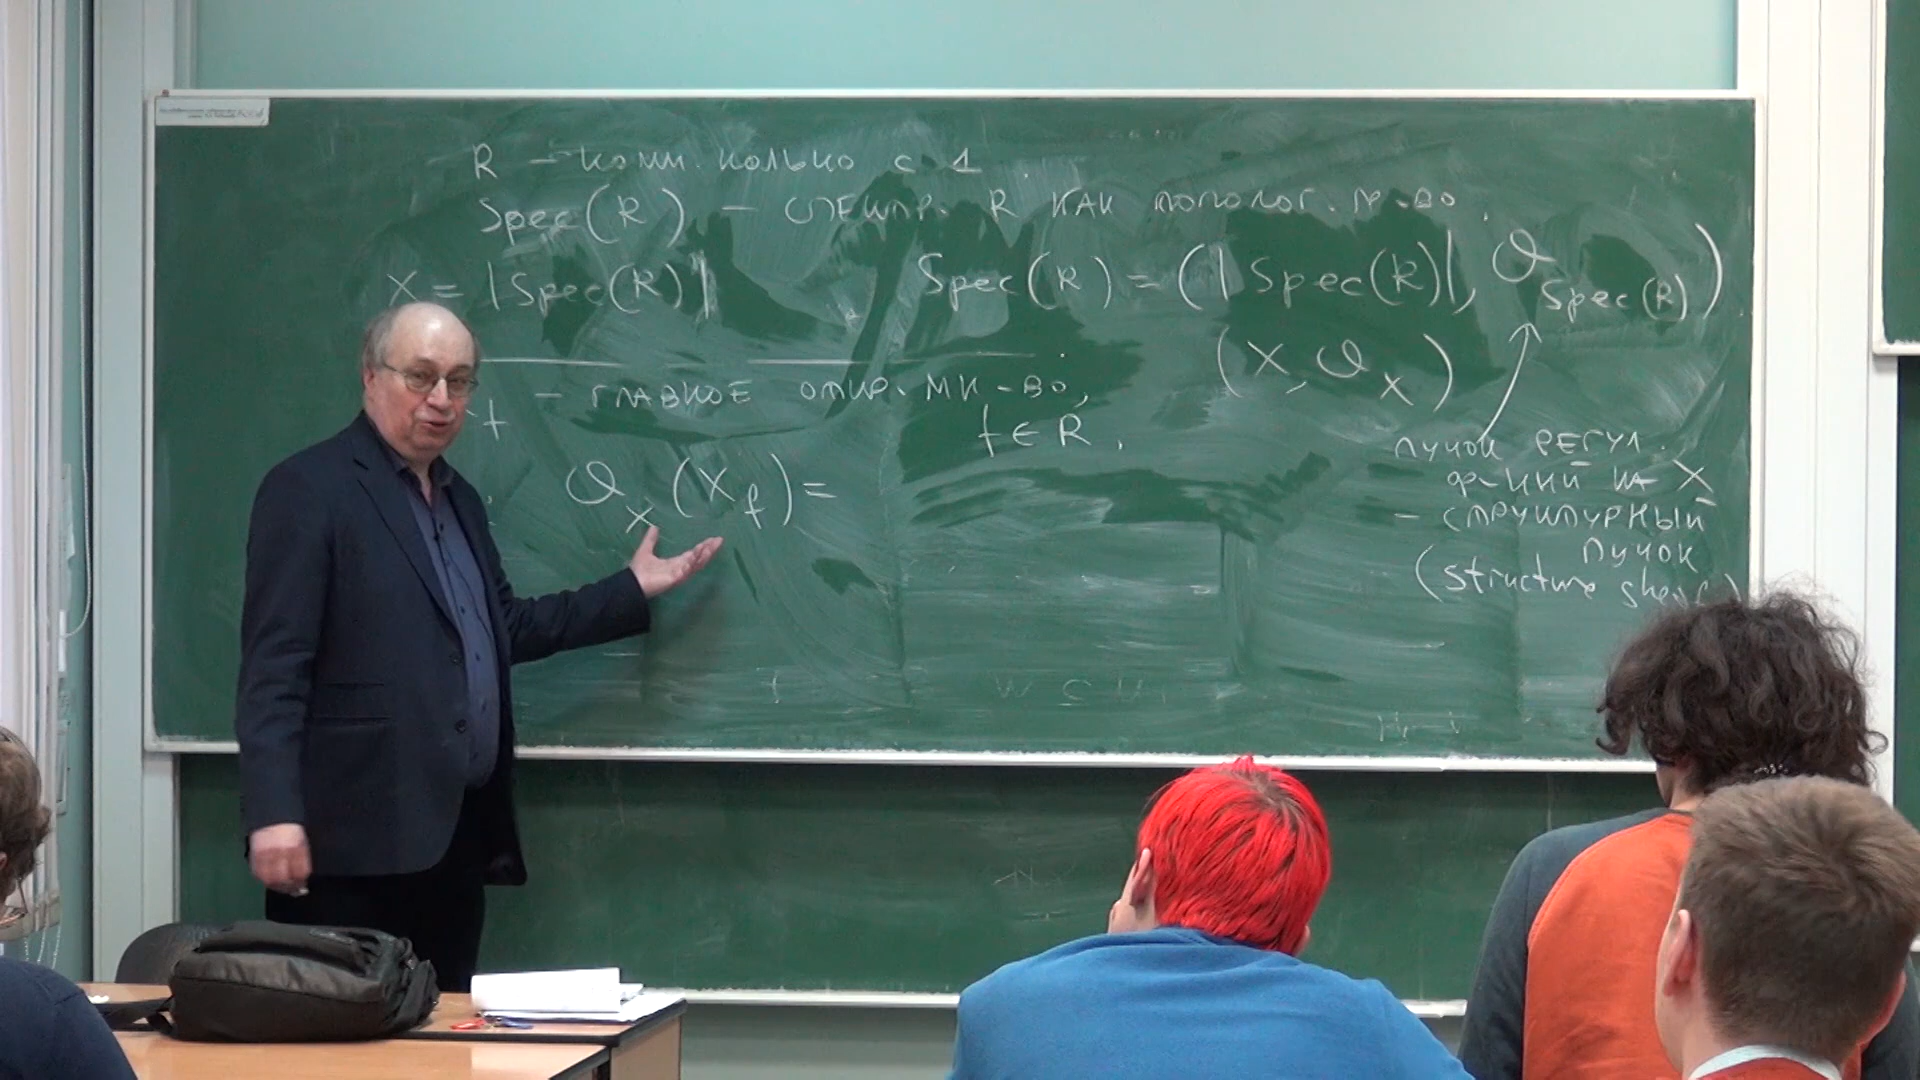 R – комм. кольцо с 1.
Spec(R) – спектр. R как тополог. пр-во.
X = |Spec(R)|
Spec(R) = (|Spec(R)|, O_Spec(R))
(X, O_X)
f – главное откр. мн-во,
f ∈ R,
O_X(X_f) =
пучок регул.
ф-ций на X
– структурный
пучок
(structure sheaf)